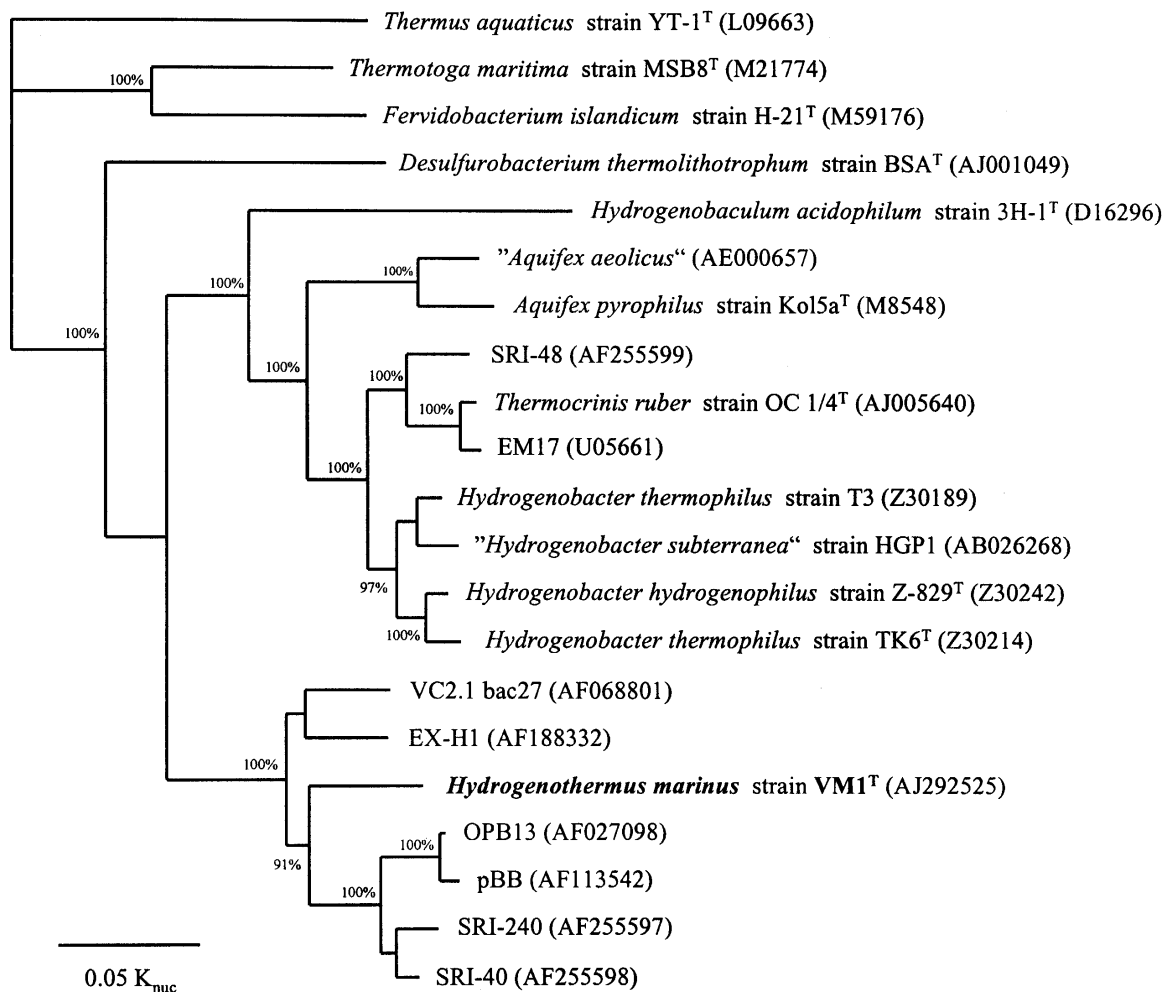 Thermus aquaticus strain YT-1ᵀ (L09663)
100%
Thermotoga maritima strain MSB8ᵀ (M21774)
Fervidobacterium islandicum strain H-21ᵀ (M59176)
Desulfurobacterium thermolithotrophum strain BSAᵀ (AJ001049)
Hydrogenobaculum acidophilum strain 3H-1ᵀ (D16296)
”Aquifex aeolicus“ (AE000657)
100%
100%
Aquifex pyrophilus strain Kol5aᵀ (M8548)
100%
SRI-48 (AF255599)
100%
100%
Thermocrinis ruber strain OC 1/4ᵀ (AJ005640)
100%
EM17 (U05661)
100%
Hydrogenobacter thermophilus strain T3 (Z30189)
”Hydrogenobacter subterranea“ strain HGP1 (AB026268)
97%
Hydrogenobacter hydrogenophilus strain Z-829ᵀ (Z30242)
100%
Hydrogenobacter thermophilus strain TK6ᵀ (Z30214)
VC2.1 bac27 (AF068801)
EX-H1 (AF188332)
100%
Hydrogenothermus marinus strain VM1ᵀ (AJ292525)
OPB13 (AF027098)
100%
91%
pBB (AF113542)
100%
SRI-240 (AF255597)
SRI-40 (AF255598)
0.05 Knuc